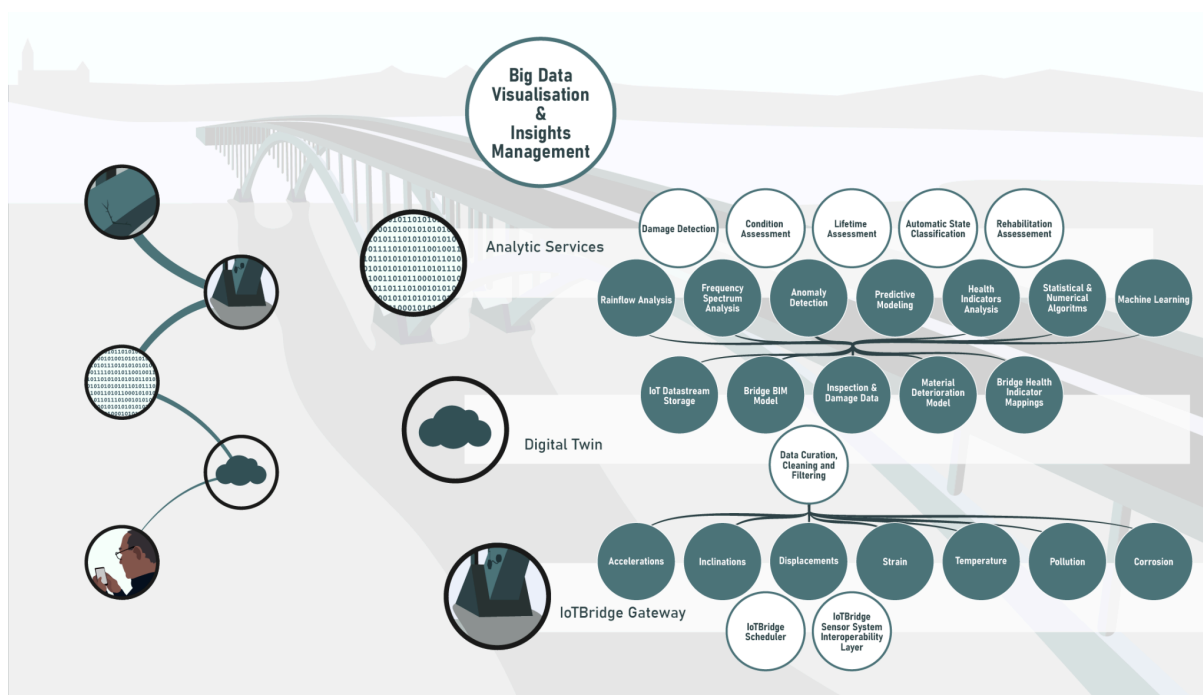 Big Data
Visualisation
&
Insights
Management
Analytic Services
Damage Detection
Condition
Assessment
Lifetime
Assessment
Automatic State
Classification
Rehabilitation
Assessement
Rainflow Analysis
Frequency
Spectrum
Analysis
Anomaly
Detection
Predictive
Modeling
Health
Indicators
Analysis
Statistical &
Numerical
Algoritms
Machine Learning
IoT Datastream
Storage
Bridge BIM
Model
Inspection &
Damage Data
Material
Deterioration
Model
Bridge Health
Indicator
Mappings
Digital Twin
Data Curation,
Cleaning and
Filtering
Accelerations
Inclinations
Displacements
Strain
Temperature
Pollution
Corrosion
IoTBridge Gateway
IoTBridge
Scheduler
IoTBridge
Sensor System
Interoperability
Layer